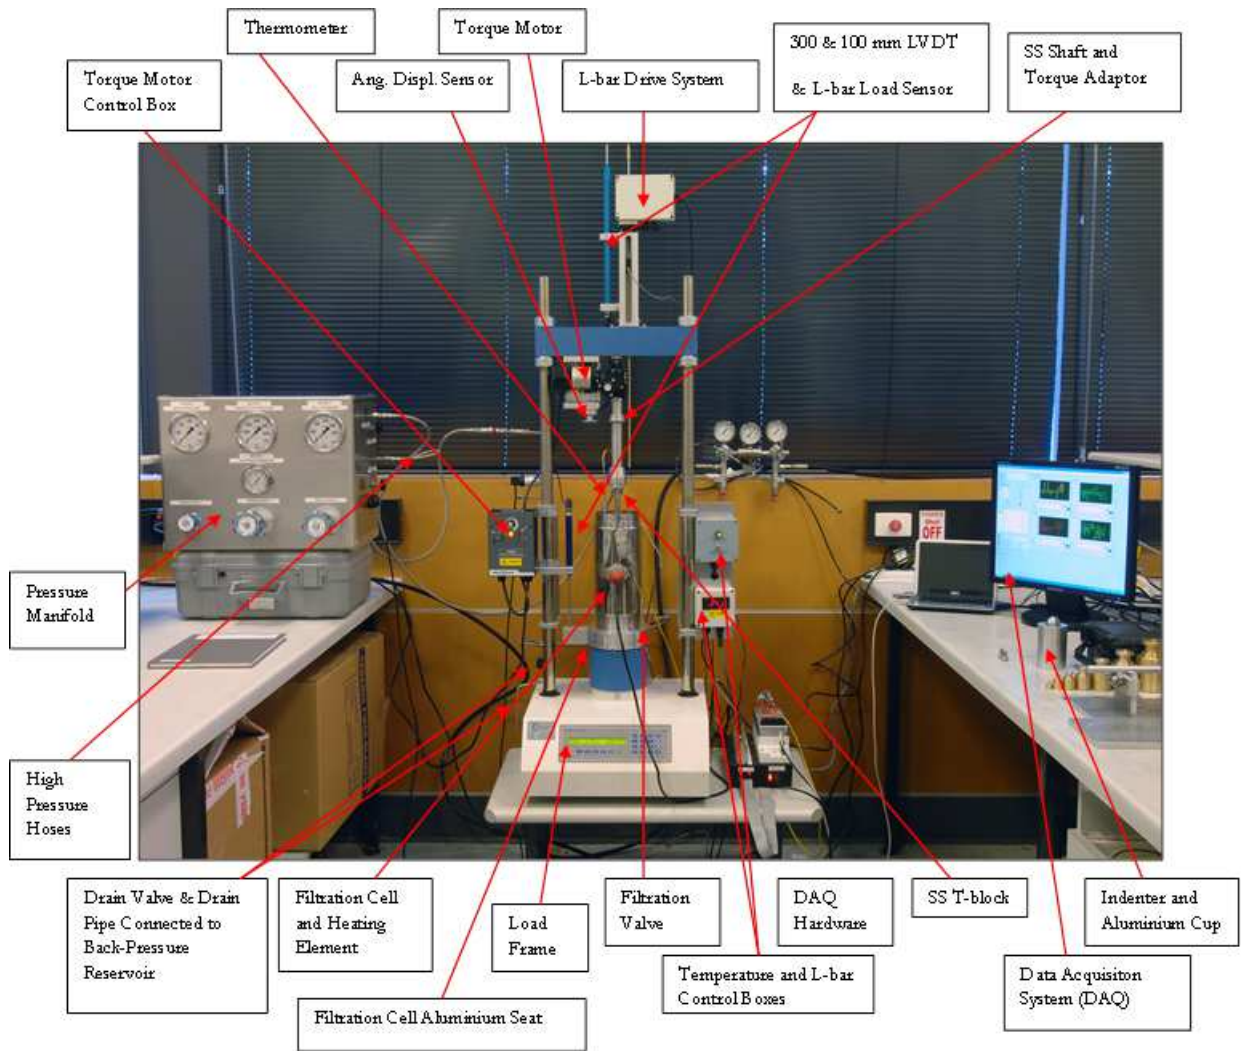 Thermometer
Torque Motor
300 & 100 mm LVDT
& L-bar Load Sensor
SS Shaft and
Torque Adaptor
Torque Motor
Control Box
Ang. Displ. Sensor
L-bar Drive System
Pressure
Manifold
High
Pressure
Hoses
OFF
Drain Valve & Drain
Pipe Connected to
Back-Pressure
Reservoir
Filtration Cell
and Heating
Element
Load
Frame
Filtration
Valve
DAQ
Hardware
SS T-block
Indenter and
Aluminium Cup
Temperature and L-bar
Control Boxes
Data Acquisiton
System (DAQ)
Filtration Cell Aluminium Seat